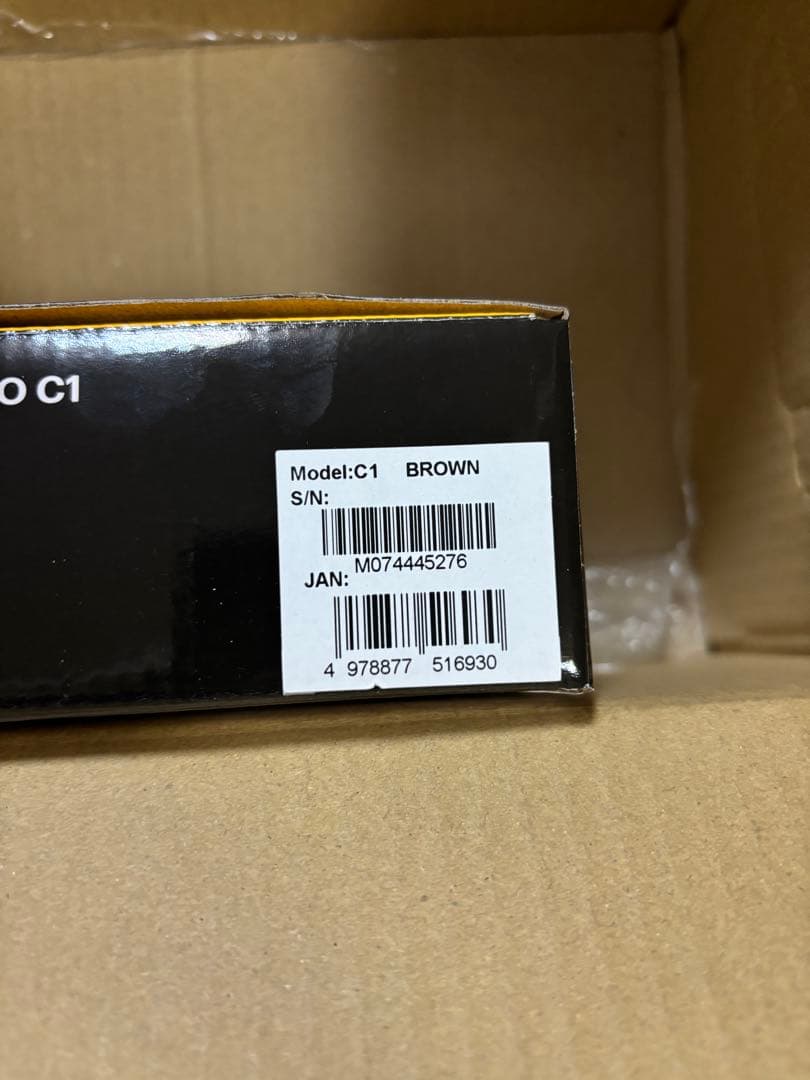 O C1
Model:C1 BROWN
S/N:
M074445276
JAN:
4 978877 516930